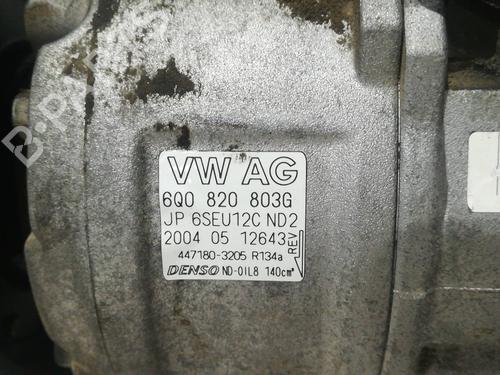 VW AG
6Q0 820 803G
JP 6SEU12C ND2
2004 05 12643
REV
447180-3205 R134a
DENSO ND-OIL8 140cm³
B-PARTS